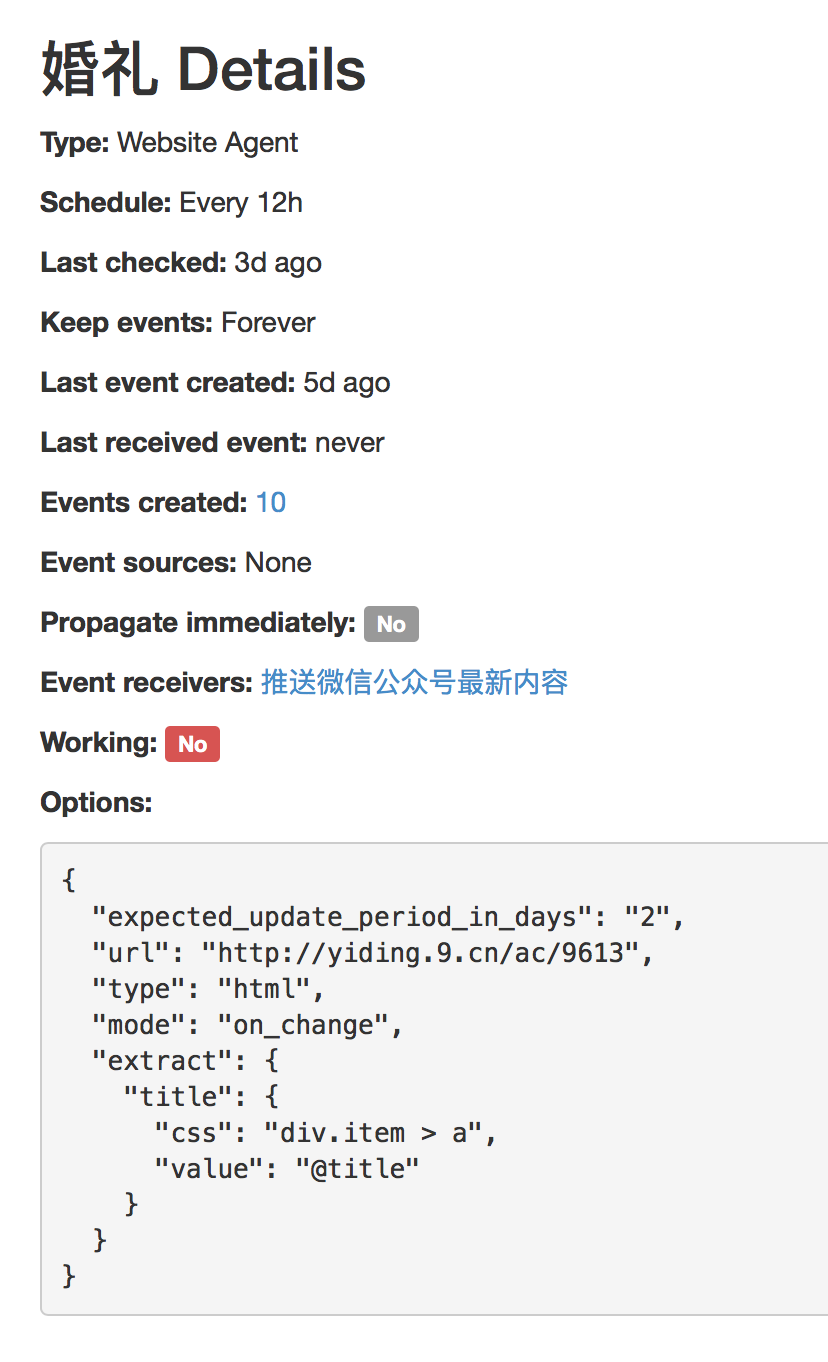 婚礼 Details
Type: Website Agent
Schedule: Every 12h
Last checked: 3d ago
Keep events: Forever
Last event created: 5d ago
Last received event: never
Events created: 10
Event sources: None
Propagate immediately: No
Event receivers: 推送微信公众号最新内容
Working: No
Options:
{
  "expected_update_period_in_days": "2",
  "url": "http://yiding.9.cn/ac/9613",
  "type": "html",
  "mode": "on_change",
  "extract": {
    "title": {
      "css": "div.item > a",
      "value": "@title"
    }
  }
}